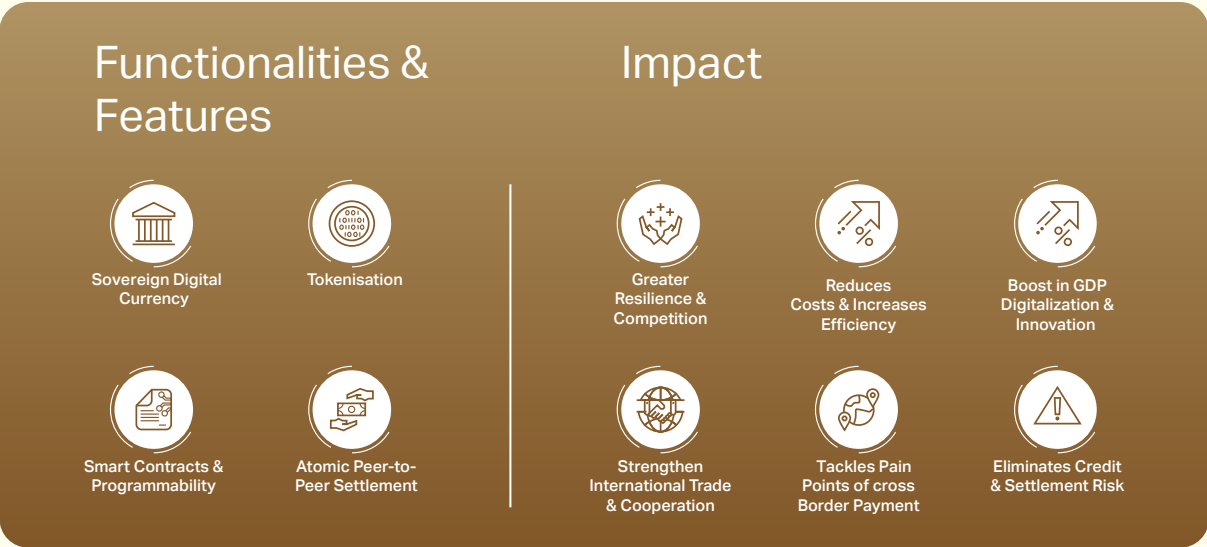 Functionalities &
Features
Sovereign Digital
Currency
Tokenisation
Smart Contracts &
Programmability
Atomic Peer-to-
Peer Settlement
Impact
Greater
Resilience &
Competition
Reduces
Costs & Increases
Efficiency
Boost in GDP
Digitalization &
Innovation
Strengthen
International Trade
& Cooperation
Tackles Pain
Points of cross
Border Payment
Eliminates Credit
& Settlement Risk